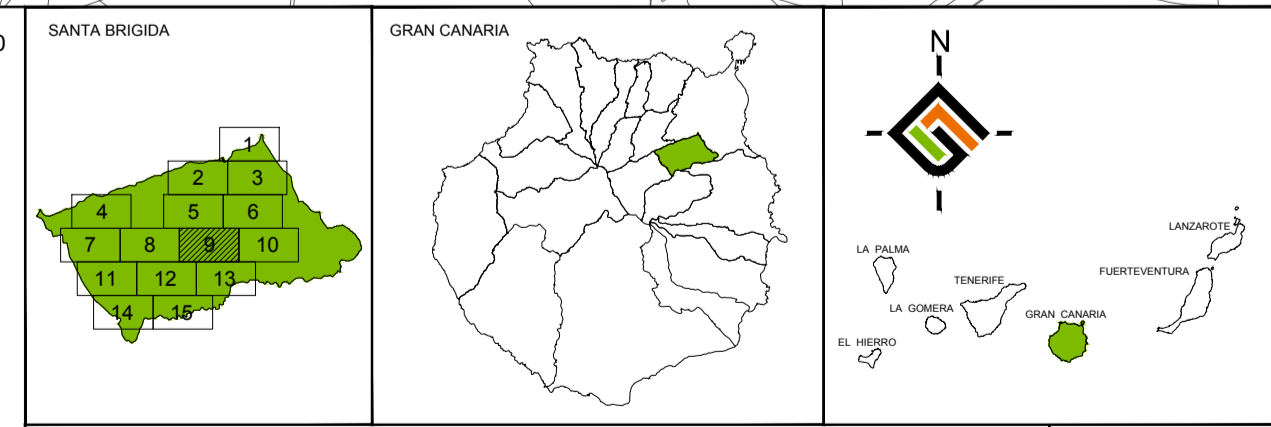 0
SANTA BRIGIDA
1
2 3
4 5 6
7 8 9 10
11 12 13
14 15
GRAN CANARIA
N
LANZAROTE
LA PALMA
FUERTEVENTURA
TENERIFE
LA GOMERA
GRAN CANARIA
EL HIERRO